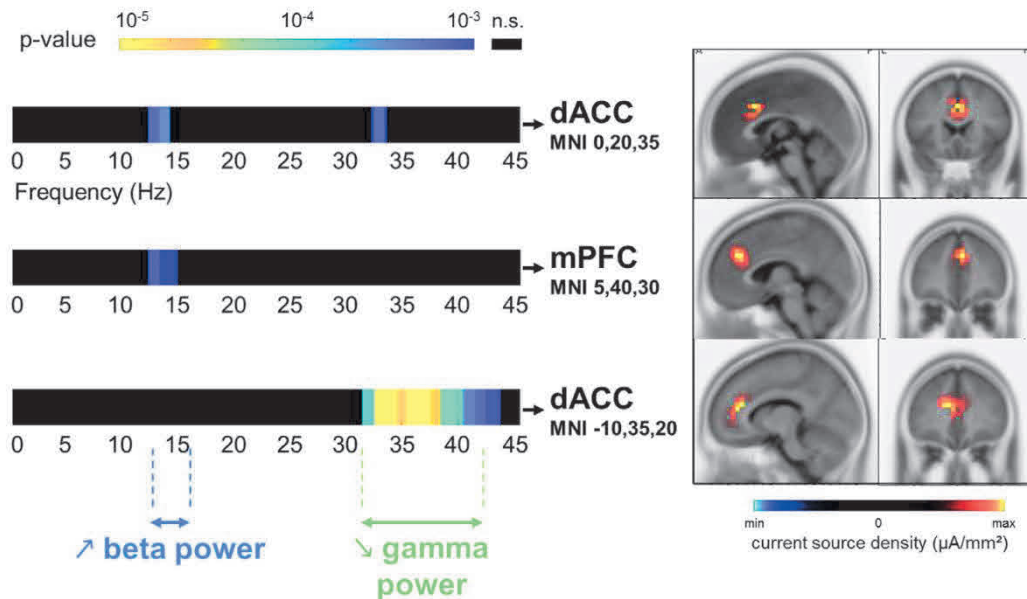 p-value
10-5 10-4 10-3 n.s.
dACC
MNI 0,20,35
0 5 10 15 20 25 30 35 40 45
Frequency (Hz)
mPFC
MNI 5,40,30
0 5 10 15 20 25 30 35 40 45
dACC
MNI -10,35,20
0 5 10 15 20 25 30 35 40 45
↗ beta power
↘ gamma
power
min 0 max
current source density (µA/mm²)